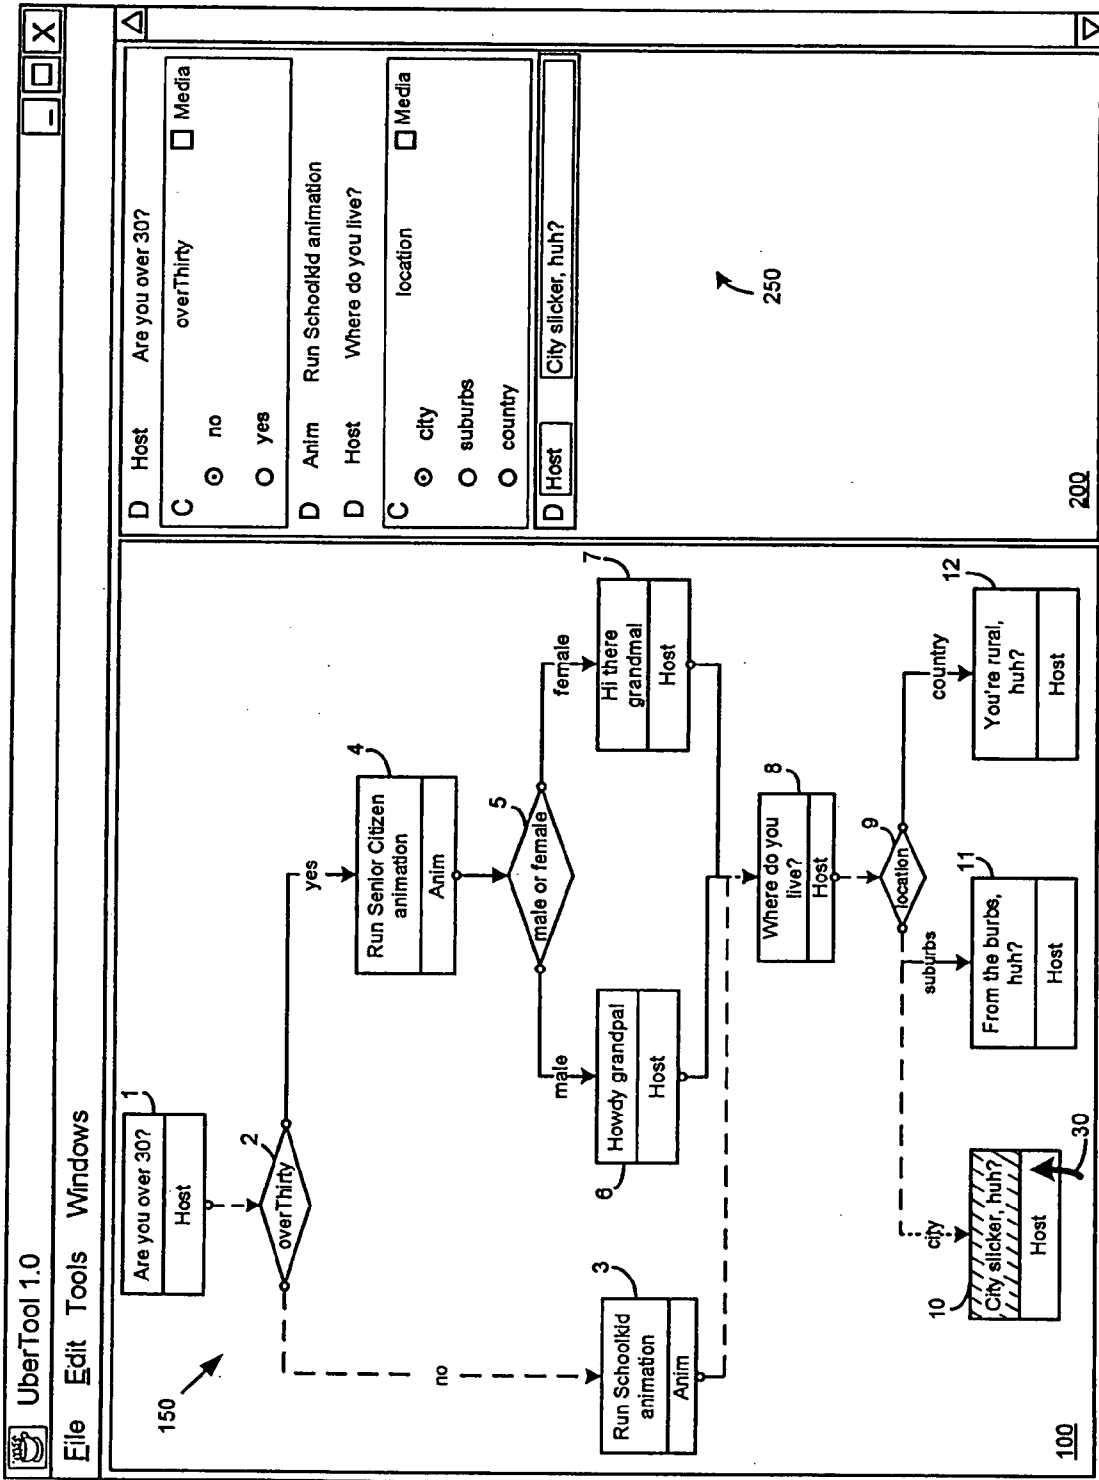 UberTool 1.0
File Edit Tools Windows
150
Are you over 30?
Host
1
overThirty
2
no
yes
Run Schoolkid
animation
Anim
3
Run Senior Citizen
animation
Anim
4
male or female
5
male
female
Howdy grandpa!
Host
6
Hi there
grandma!
Host
7
Where do you
live?
Host
8
location
9
city
suburbs
country
City slicker, huh?
Host
10
30
From the burbs,
huh?
Host
11
You're rural,
huh?
Host
12
100
D Host Are you over 30?
C overThirty Media
no
yes
D Anim Run Schoolkid animation
D Host Where do you live?
C location Media
city
suburbs
country
D Host City slicker, huh?
250
200